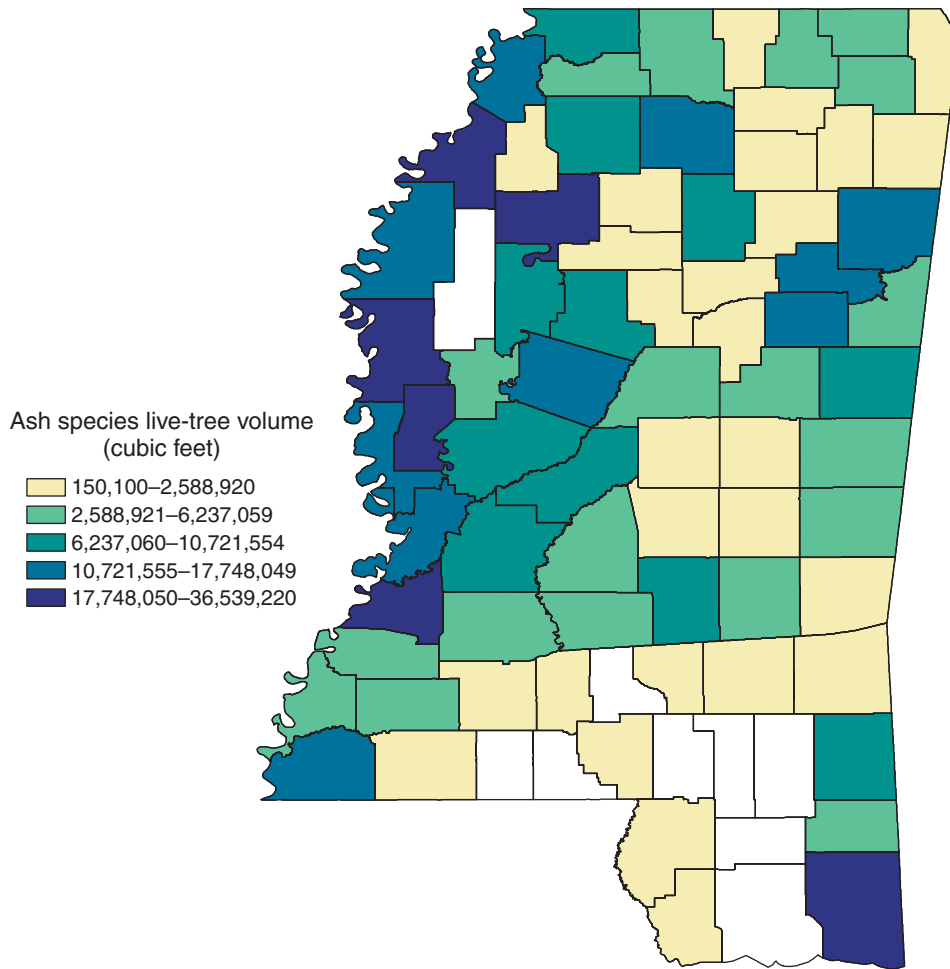 Ash species live-tree volume
(cubic feet)
150,100–2,588,920
2,588,921–6,237,059
6,237,060–10,721,554
10,721,555–17,748,049
17,748,050–36,539,220